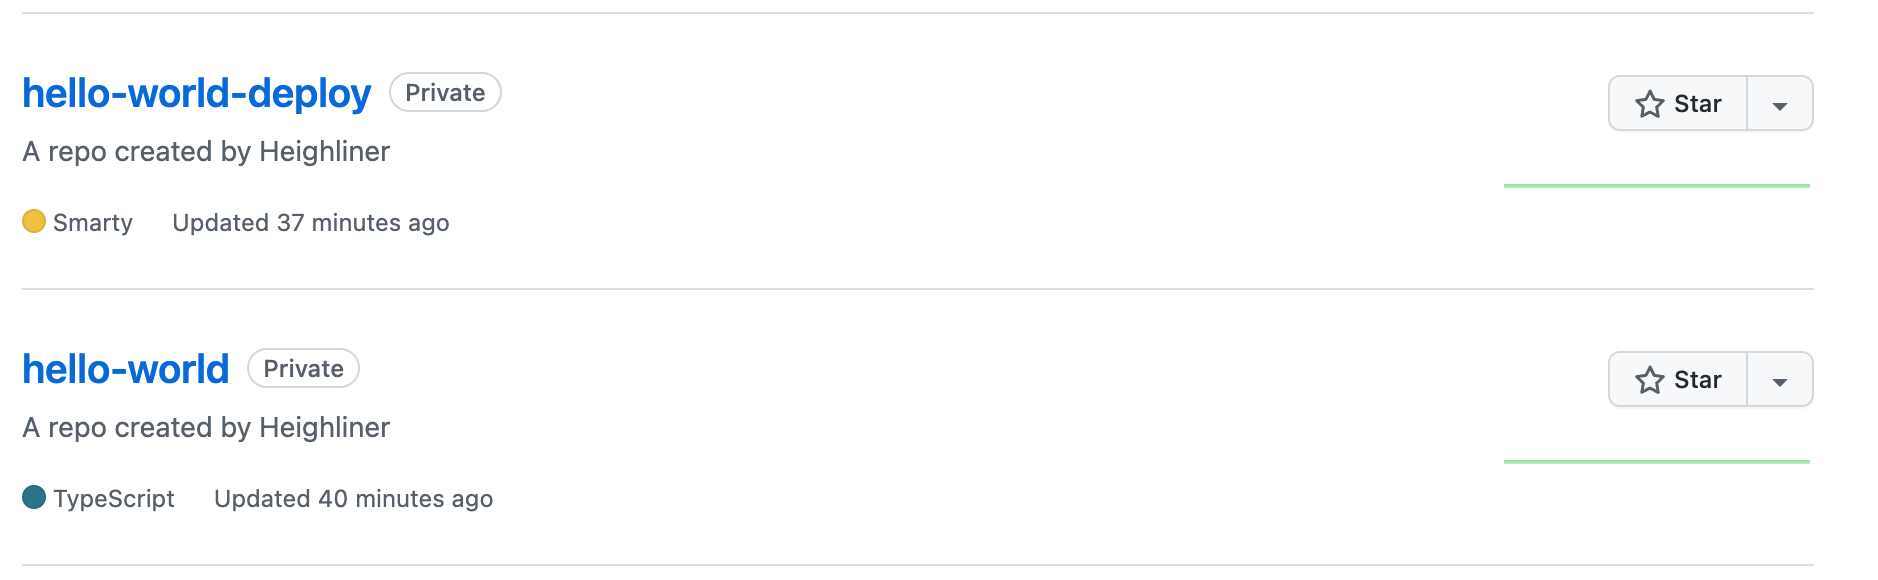 hello-world-deploy Private
Star
A repo created by Heighliner
Smarty Updated 37 minutes ago
hello-world Private
Star
A repo created by Heighliner
TypeScript Updated 40 minutes ago